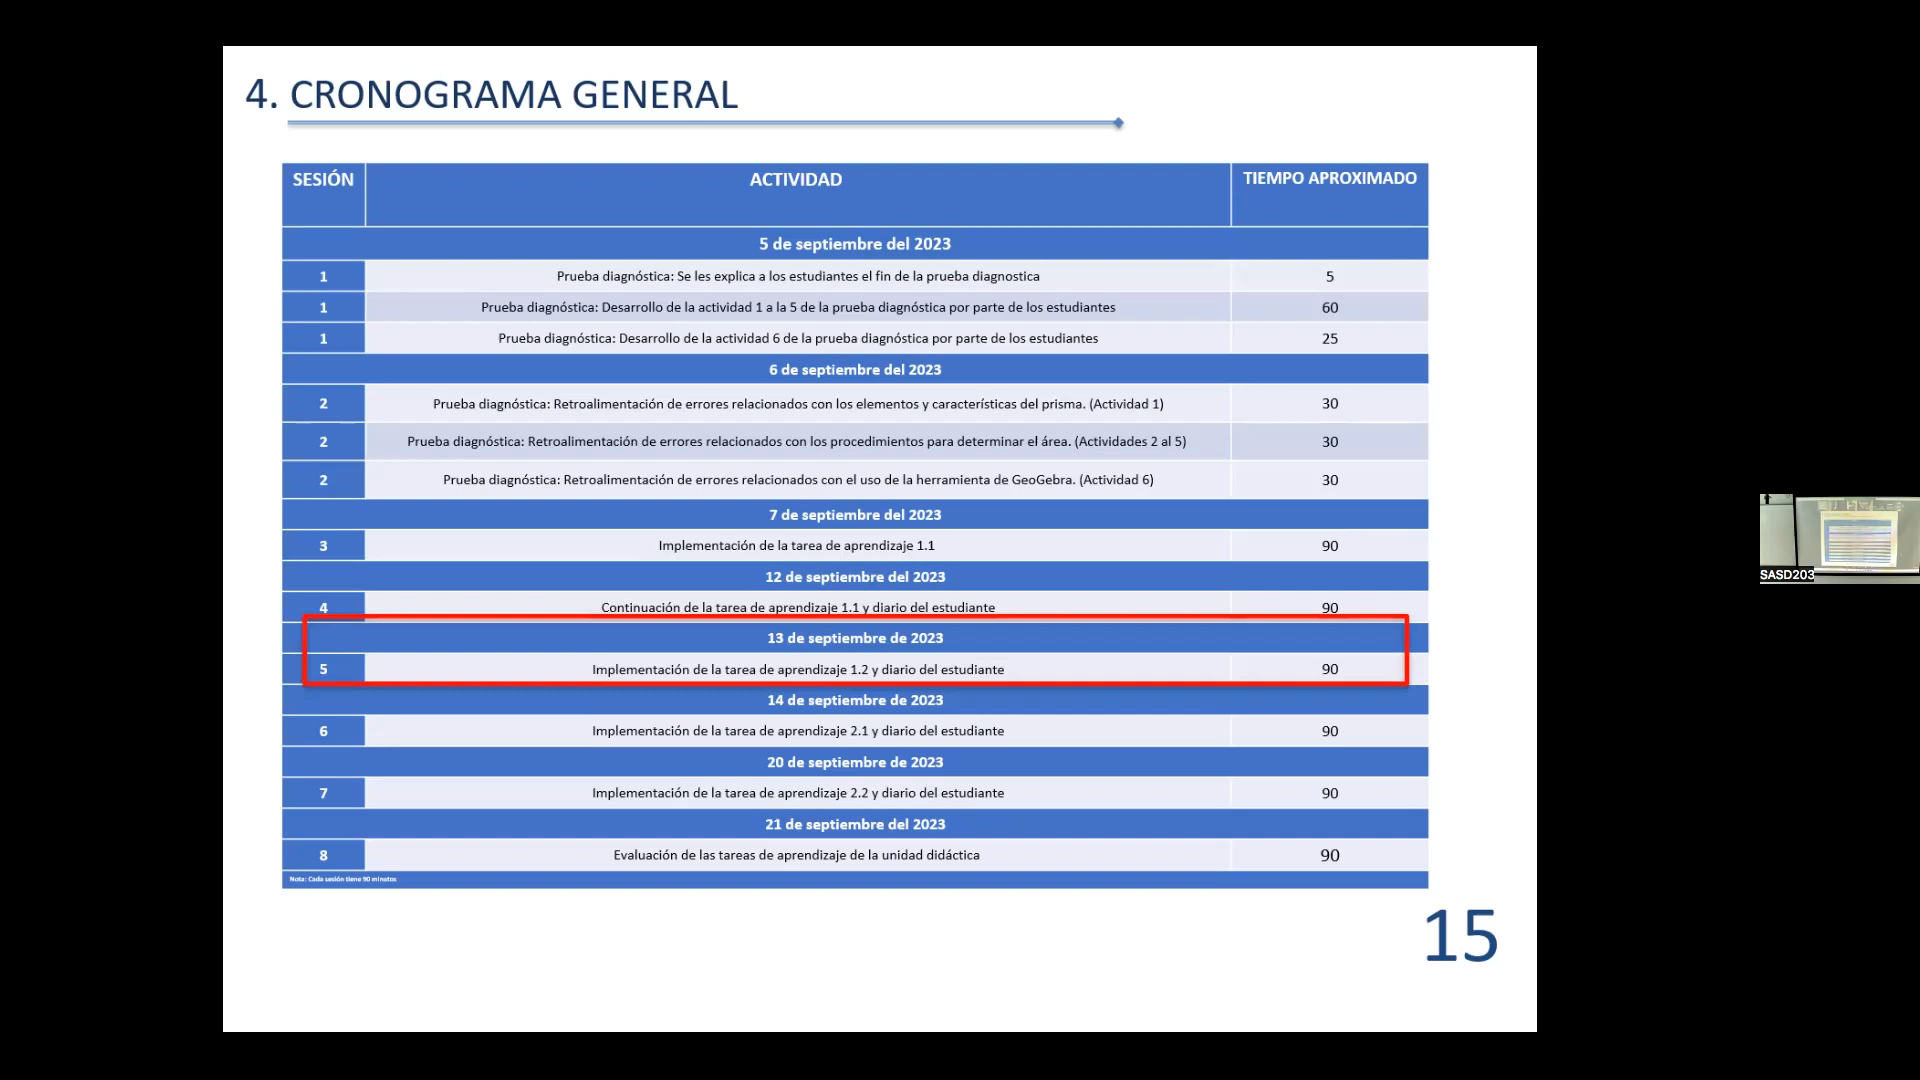 4. CRONOGRAMA GENERAL
SESIÓN ACTIVIDAD TIEMPO APROXIMADO
5 de septiembre del 2023
1 Prueba diagnóstica: Se les explica a los estudiantes el fin de la prueba diagnostica 5
1 Prueba diagnóstica: Desarrollo de la actividad 1 a la 5 de la prueba diagnóstica por parte de los estudiantes 60
1 Prueba diagnóstica: Desarrollo de la actividad 6 de la prueba diagnóstica por parte de los estudiantes 25
6 de septiembre del 2023
2 Prueba diagnóstica: Retroalimentación de errores relacionados con los elementos y características del prisma. (Actividad 1) 30
2 Prueba diagnóstica: Retroalimentación de errores relacionados con los procedimientos para determinar el área. (Actividades 2 al 5) 30
2 Prueba diagnóstica: Retroalimentación de errores relacionados con el uso de la herramienta de GeoGebra. (Actividad 6) 30
7 de septiembre del 2023
3 Implementación de la tarea de aprendizaje 1.1 90
12 de septiembre del 2023
4 Continuación de la tarea de aprendizaje 1.1 y diario del estudiante 90
13 de septiembre de 2023
5 Implementación de la tarea de aprendizaje 1.2 y diario del estudiante 90
14 de septiembre de 2023
6 Implementación de la tarea de aprendizaje 2.1 y diario del estudiante 90
20 de septiembre de 2023
7 Implementación de la tarea de aprendizaje 2.2 y diario del estudiante 90
21 de septiembre del 2023
8 Evaluación de las tareas de aprendizaje de la unidad didáctica 90
Nota: Cada sesión tiene 90 minutos
15
SASD203